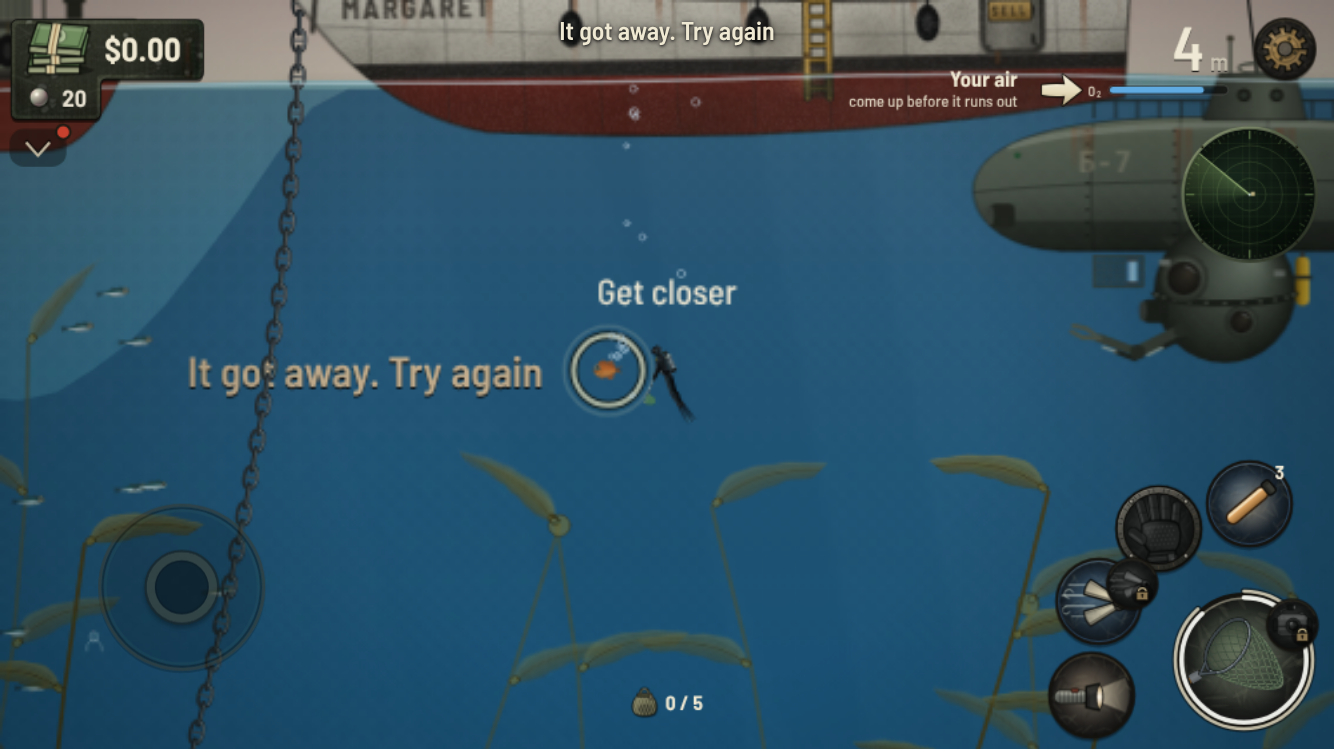 MARGARET
It got away. Try again
SELL
$0.00
20
4 m
Your air
come up before it runs out
O₂
Б-7
Get closer
It got away. Try again
3
0 / 5